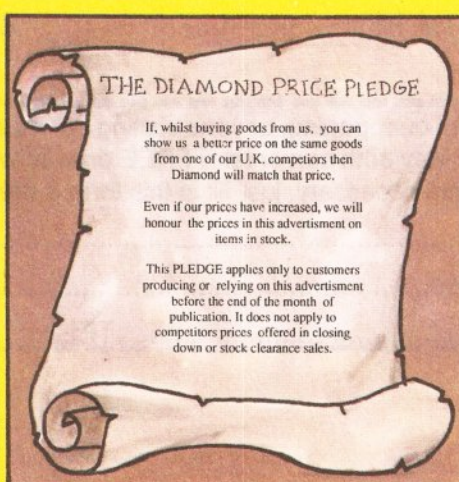 THE DIAMOND PRICE PLEDGE
If, whilst buying goods from us, you can
show us a better price on the same goods
from one of our U.K. competiors then
Diamond will match that price.
Even if our prices have increased, we will
honour the prices in this advertisment on
items in stock.
This PLEDGE applies only to customers
producing or relying on this advertisment
before the end of the month of
publication. It does not apply to
competitors prices offered in closing
down or stock clearance sales.